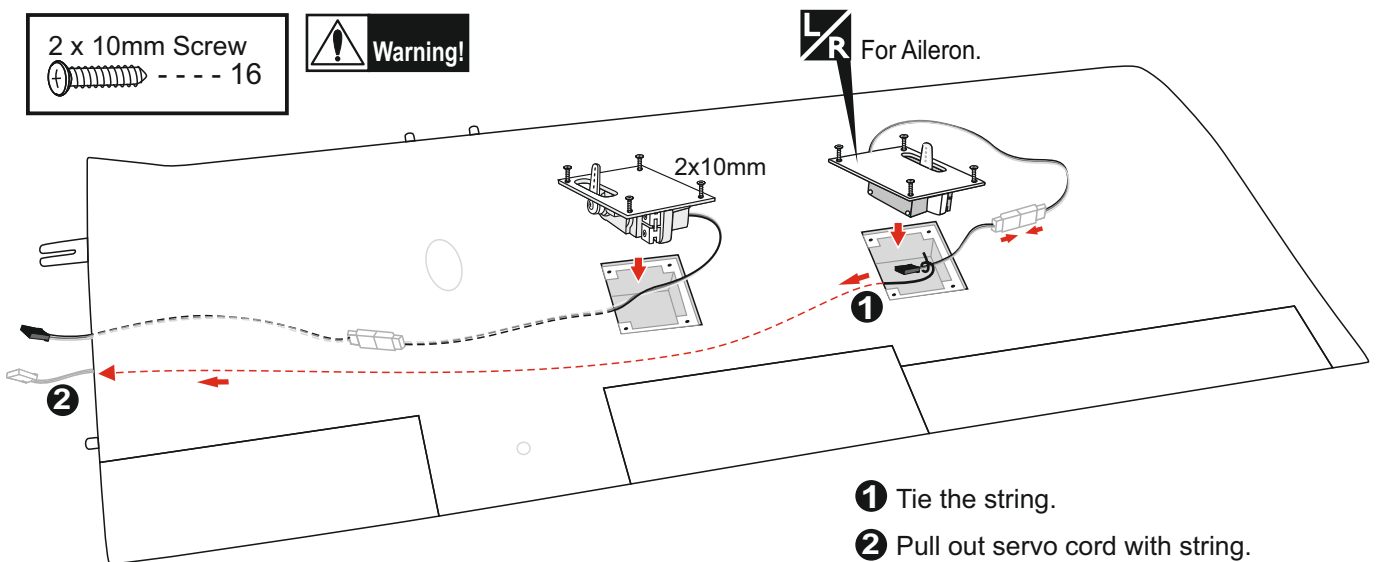 2 x 10mm Screw
- - - - 16
Warning!
L/R For Aileron.
2x10mm
1
2
1 Tie the string.
2 Pull out servo cord with string.